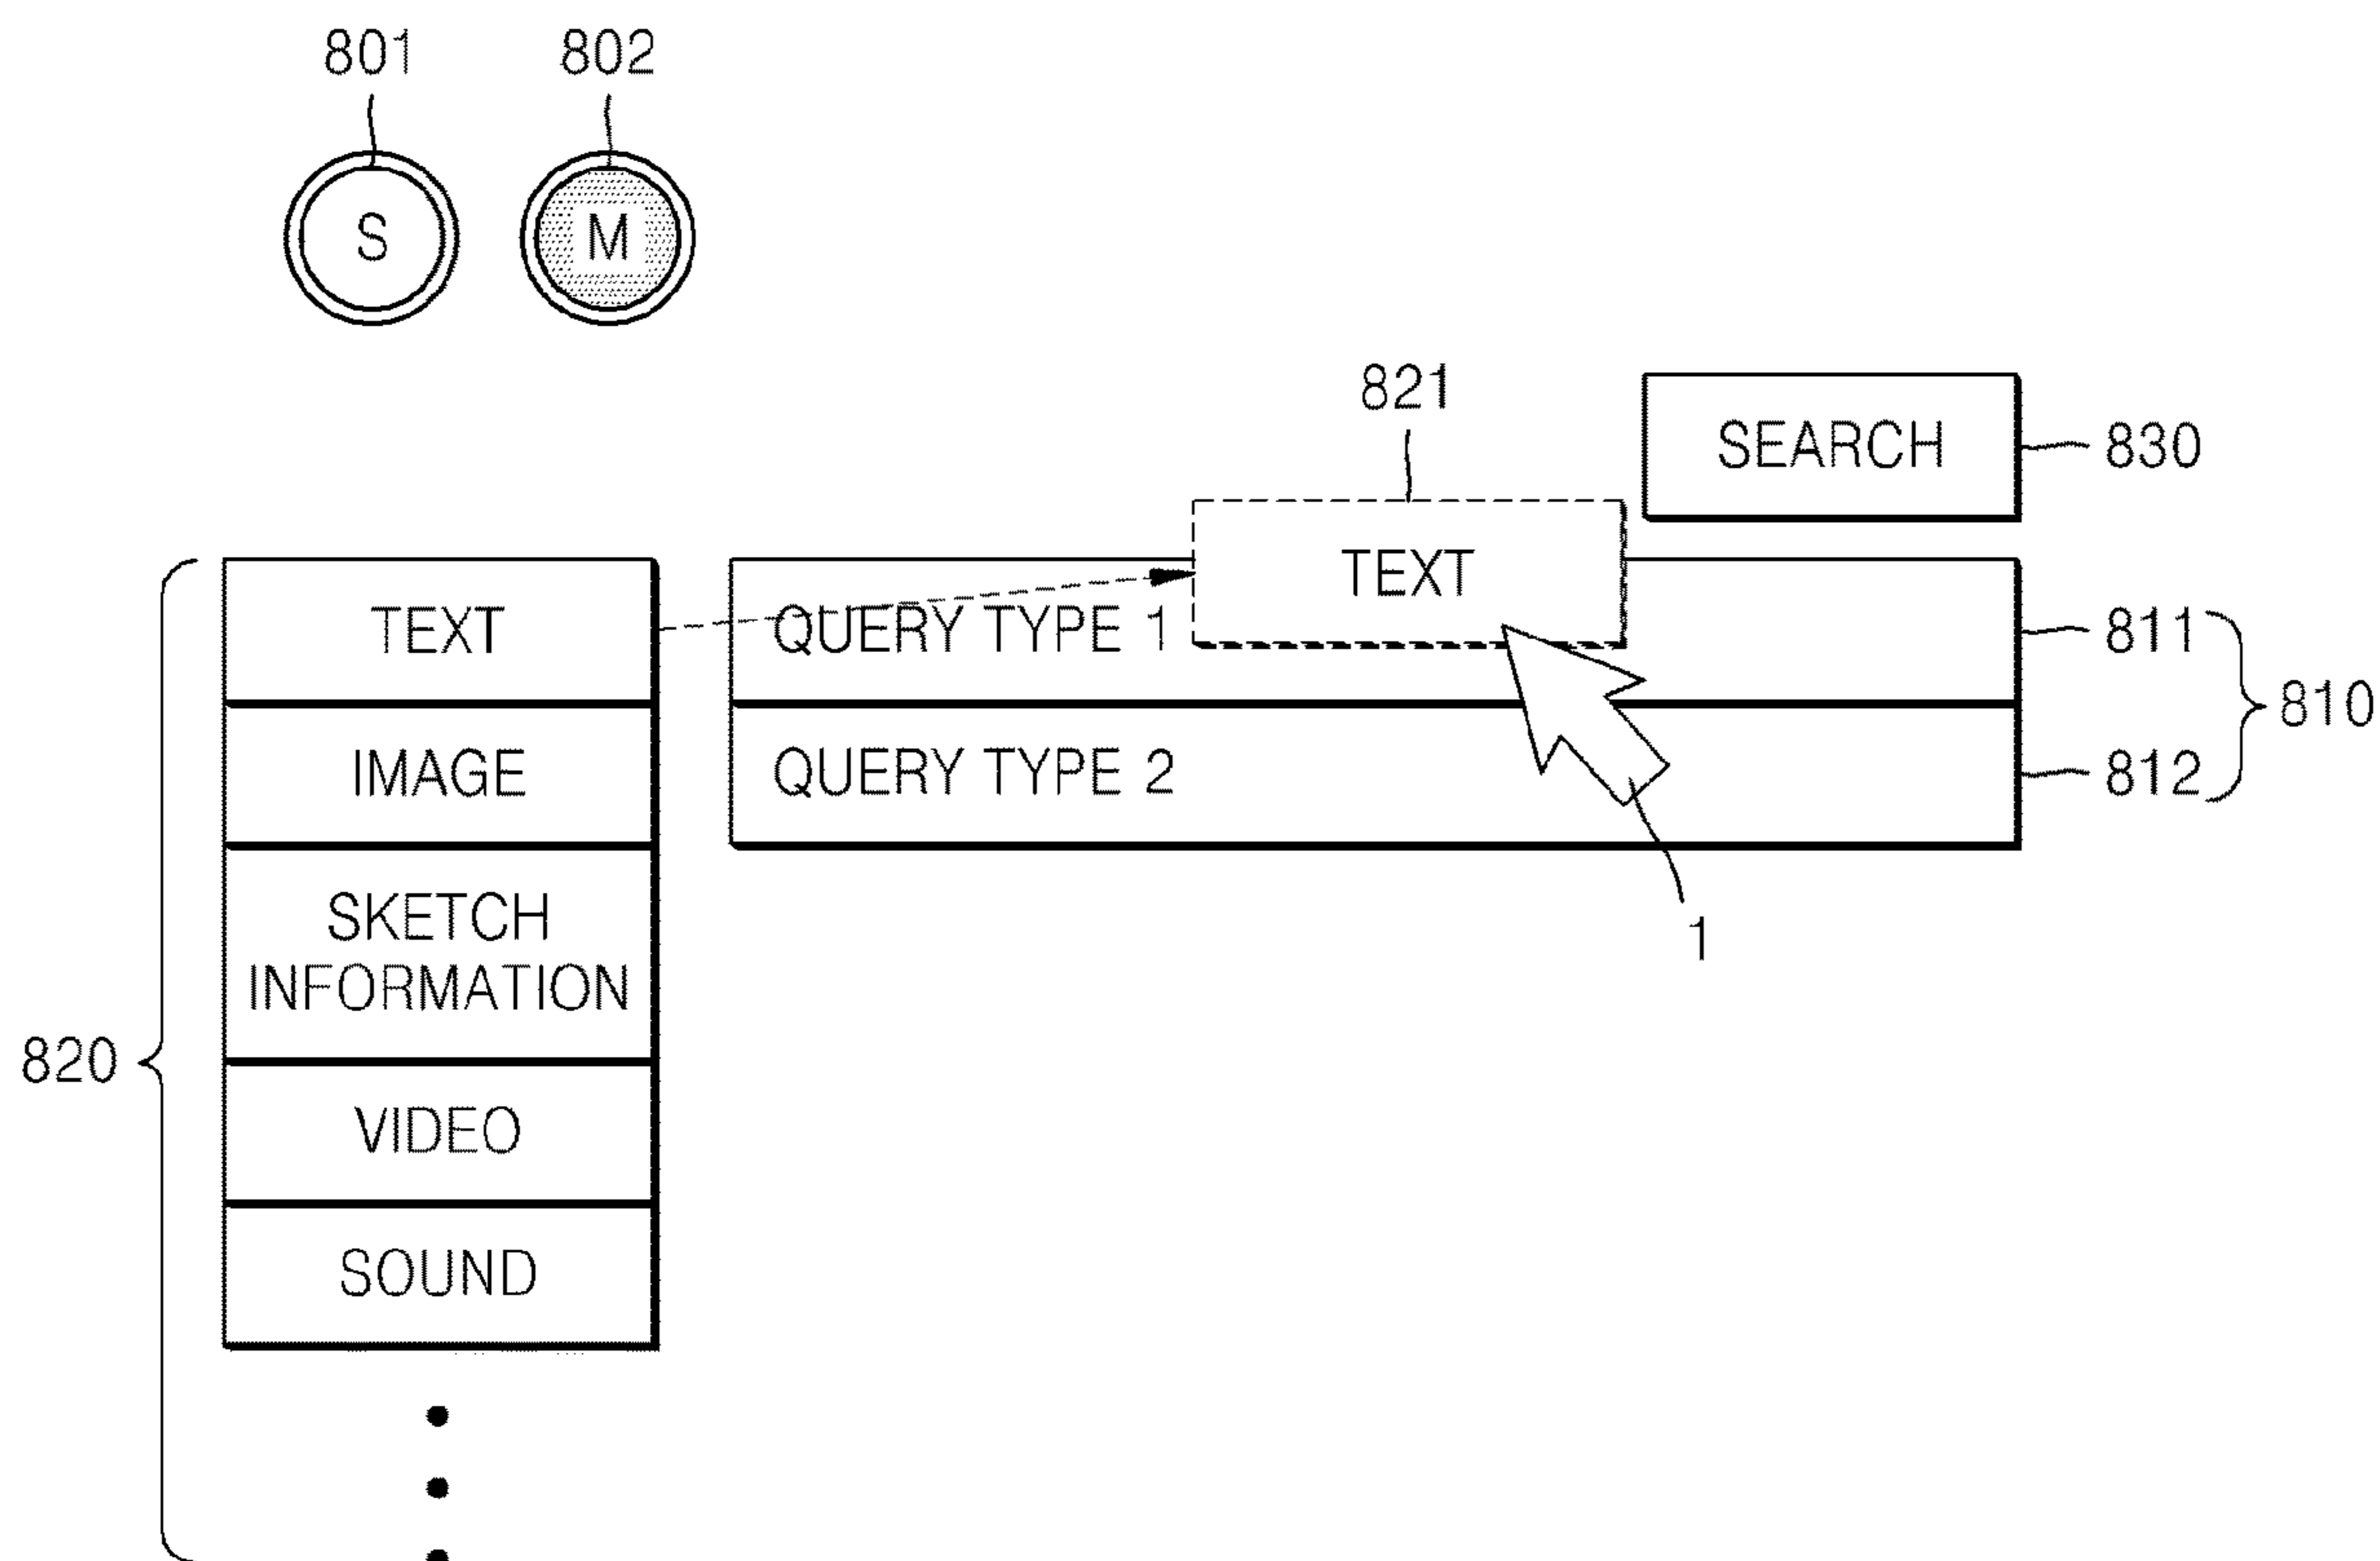 801
802
S
M
821
SEARCH
830
TEXT
TEXT
QUERY TYPE 1
811
810
IMAGE
QUERY TYPE 2
812
SKETCH
INFORMATION
1
820
VIDEO
SOUND